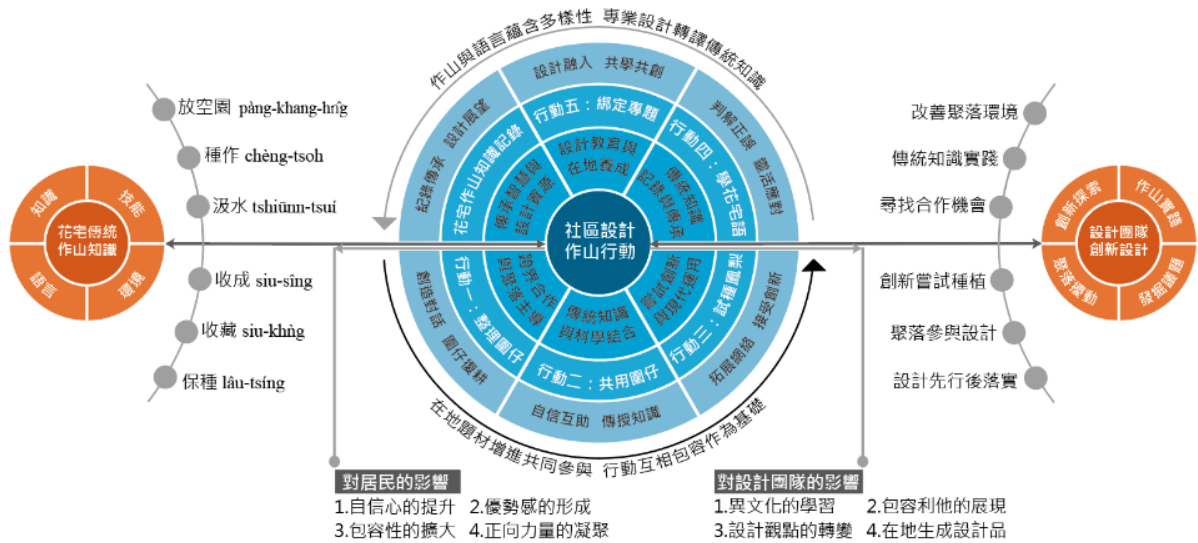 作山與語言蘊含多樣性 專業設計轉譯傳統知識
知識
技能
語言
環境
花宅傳統
作山知識
放空園 pàng-khang-hn̂g
種作 chèng-tsoh
汲水 tshiūnn-tsuí
收成 siu-sîng
收藏 siu-khǹg
保種 lâu-tsíng
設計融入 共學共創
判解正誤 靈活應對
接受創新
拓展網絡
自信互助 傳授知識
創造對話
圍仔復耕
紀錄傳承 設計展望
行動五：綁定專題
行動四：學花宅語
行動三：試種鳳梨
行動二：共用圍仔
行動一：整理圍仔
花宅作山知識記錄
設計教育與
在地養成
傳統知識
記錄與傳承
嘗試創新
與現代運用
傳統知識
與科學結合
跨界合作
與聚落主導
傳承智慧與
設計資源
社區設計
作山行動
改善聚落環境
傳統知識實踐
尋找合作機會
創新嘗試種植
聚落參與設計
設計先行後落實
創新探索
作山實踐
聚落擾動
發掘議題
設計團隊
創新設計
在地題材增進共同參與 行動互相包容作為基礎
對居民的影響
1.自信心的提升 2.優勢感的形成
3.包容性的擴大 4.正向力量的凝聚
對設計團隊的影響
1.異文化的學習 2.包容利他的展現
3.設計觀點的轉變 4.在地生成設計品